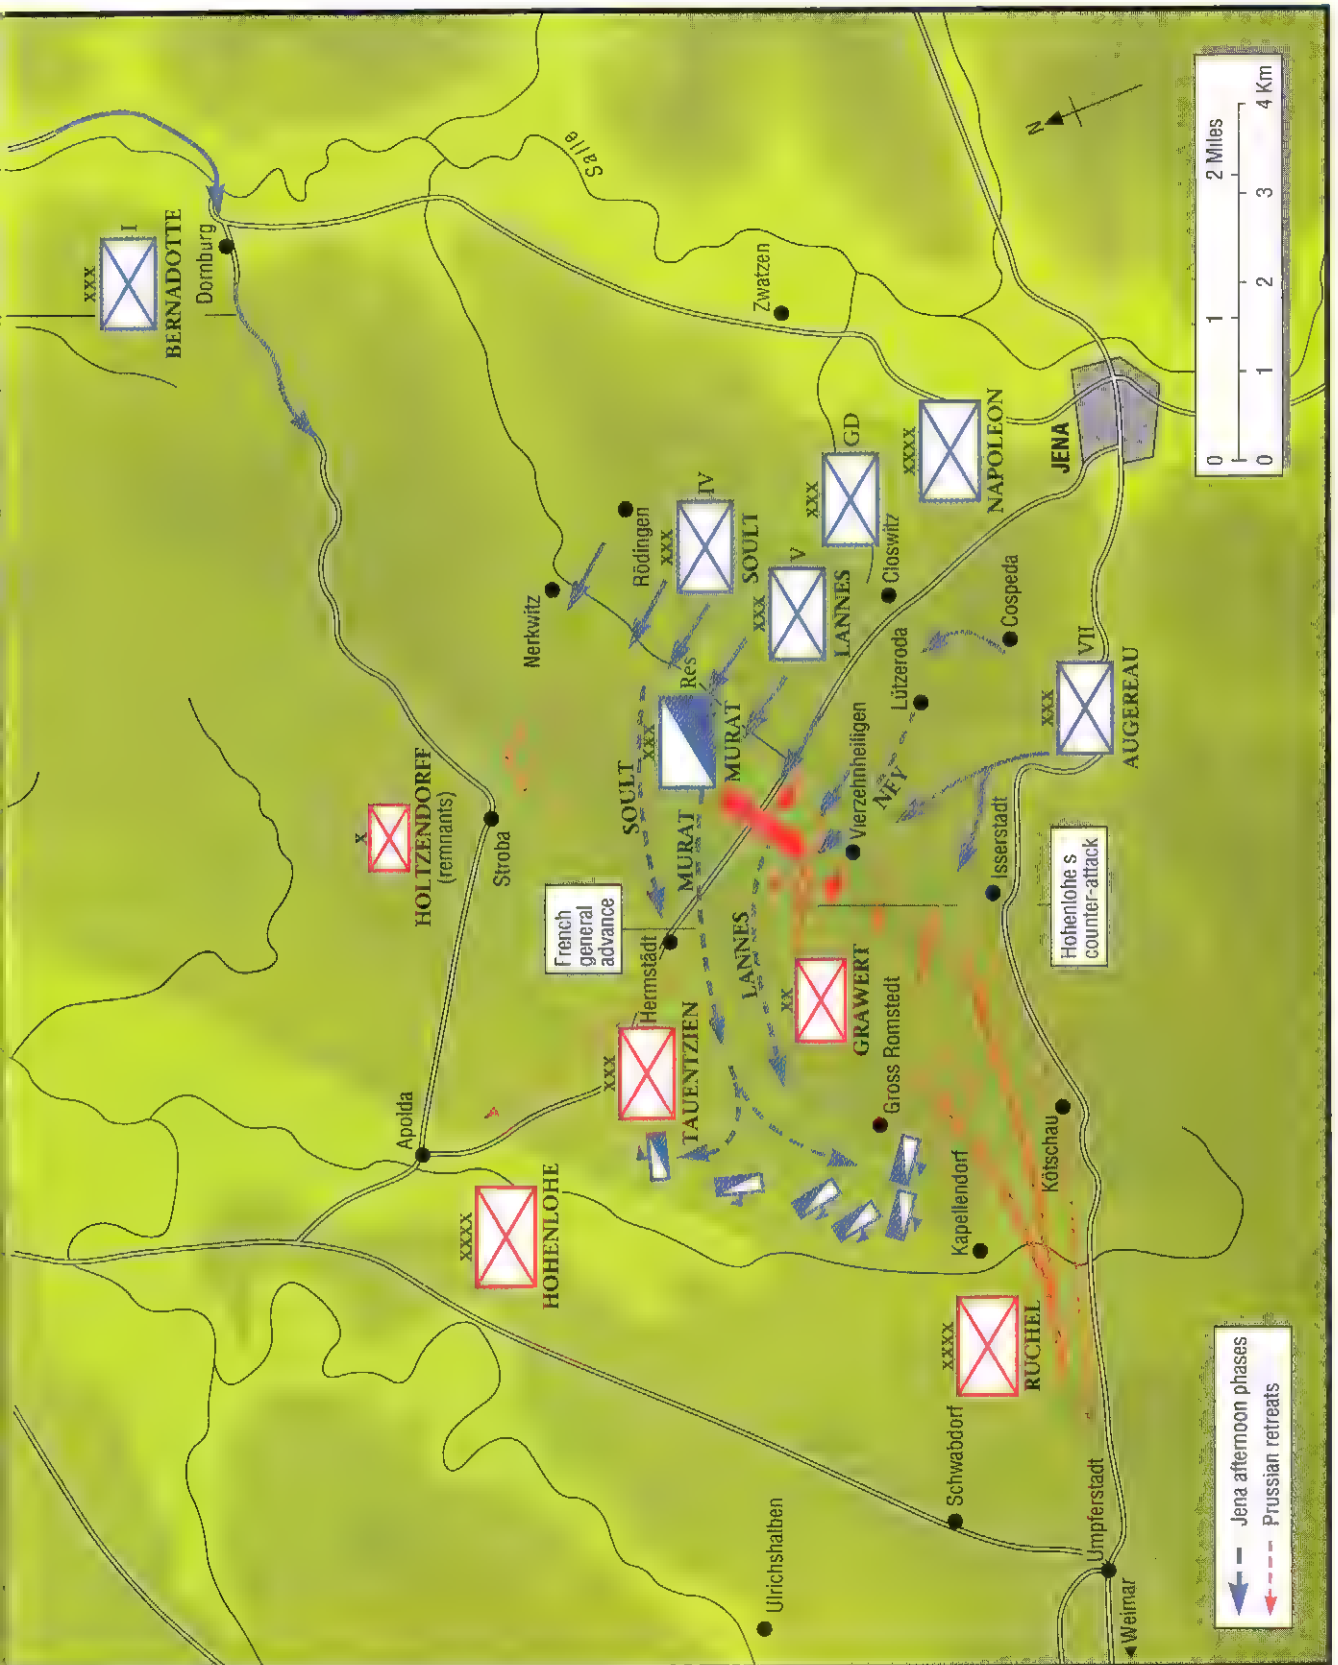 Ulrichshalben
Schwabdorf
Umpferstadt
Weimar
Jena afternoon phases
Prussian retreats
XXXX
HOHENLOHE
Apolda
XXXX
RUCHEL
Kapellendorf
Kötschau
Gross Romstedt
XXX
TAUENTZIEN
Hermstädt
XX
GRAWERT
French
general
advance
Hohenlohe s
counter-attack
X
HOLTZENDORFF
(remnants)
Stroba
SOULT
MURAT
LANNES
NEY
Vierzehnheiligen
Isserstadt
XXX
Res
MURAT
Lützeroda
Cospeda
XXX
VII
AUGEREAU
Nerkwitz
Rödingen
XXX
IV
SOULT
XXX
V
LANNES
Closwitz
XXX
GD
XXXX
NAPOLEON
JENA
XXX
I
BERNADOTTE
Dornburg
Zwatzen
Salle
N
0 1 2 Miles
0 1 2 3 4 Km